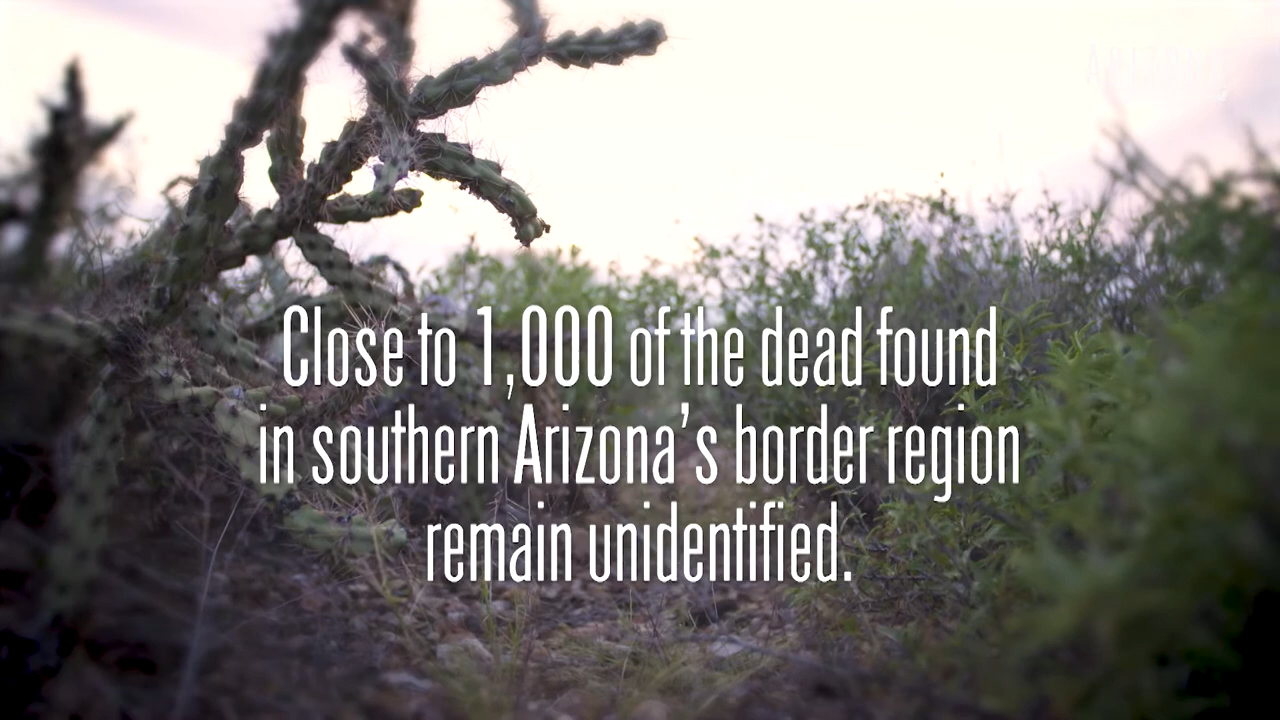 Close to 1,000 of the dead found
in southern Arizona’s border region
remain unidentified.